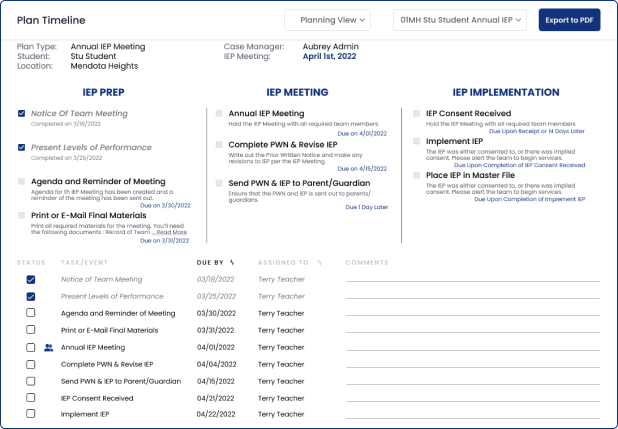 Plan Timeline
Planning View
01MH Stu Student Annual IEP
Export to PDF
Plan Type: Annual IEP Meeting
Case Manager: Aubrey Admin
Student: Stu Student
IEP Meeting: April 1st, 2022
Location: Mendota Heights
IEP PREP
Notice Of Team Meeting
Completed on 3/18/2022
Present Levels of Performance
Completed on 3/25/2022
Agenda and Reminder of Meeting
Agenda for th IEP Meeting has been created and a
reminder of the meeting has been sent out.
Due on 3/30/2022
Print or E-Mail Final Materials
Print all required materials for the meeting. You'll need
the following documents : Record of Team ... Read More
Due on 3/31/2022
IEP MEETING
Annual IEP Meeting
Hold the IEP Meeting with all required team members.
Due on 4/01/2022
Complete PWN & Revise IEP
Write out the Prior Written Notice and make any
revisions to IEP per the IEP Meeting.
Due on 4/15/2022
Send PWN & IEP to Parent/Guardian
Ensure that the PWN and IEP is sent out to parents/
guardians.
Due 1 Day Later
IEP IMPLEMENTATION
IEP Consent Received
Hold the IEP Meeting with all required team members.
Due Upon Receipt or 14 Days Later
Implement IEP
The IEP was either consented to, or there was implied
consent. Please alert the team to begin services.
Due Upon Completion of IEP Consent Received
Place IEP in Master File
The IEP was either consented to, or there was implied
consent. Please alert the team to begin services.
Due Upon Completion of Implement IEP
STATUS TASK/EVENT DUE BY ASSIGNED TO COMMENTS
Notice of Team Meeting 03/18/2022 Terry Teacher
Present Levels of Performance 03/25/2022 Terry Teacher
Agenda and Reminder of Meeting 03/30/2022 Terry Teacher
Print or E-Mail Final Materials 03/31/2022 Terry Teacher
Annual IEP Meeting 04/01/2022 Terry Teacher
Complete PWN & Revise IEP 04/04/2022 Terry Teacher
Send PWN & IEP to Parent/Guardian 04/15/2022 Terry Teacher
IEP Consent Received 04/21/2022 Terry Teacher
Implement IEP 04/22/2022 Terry Teacher